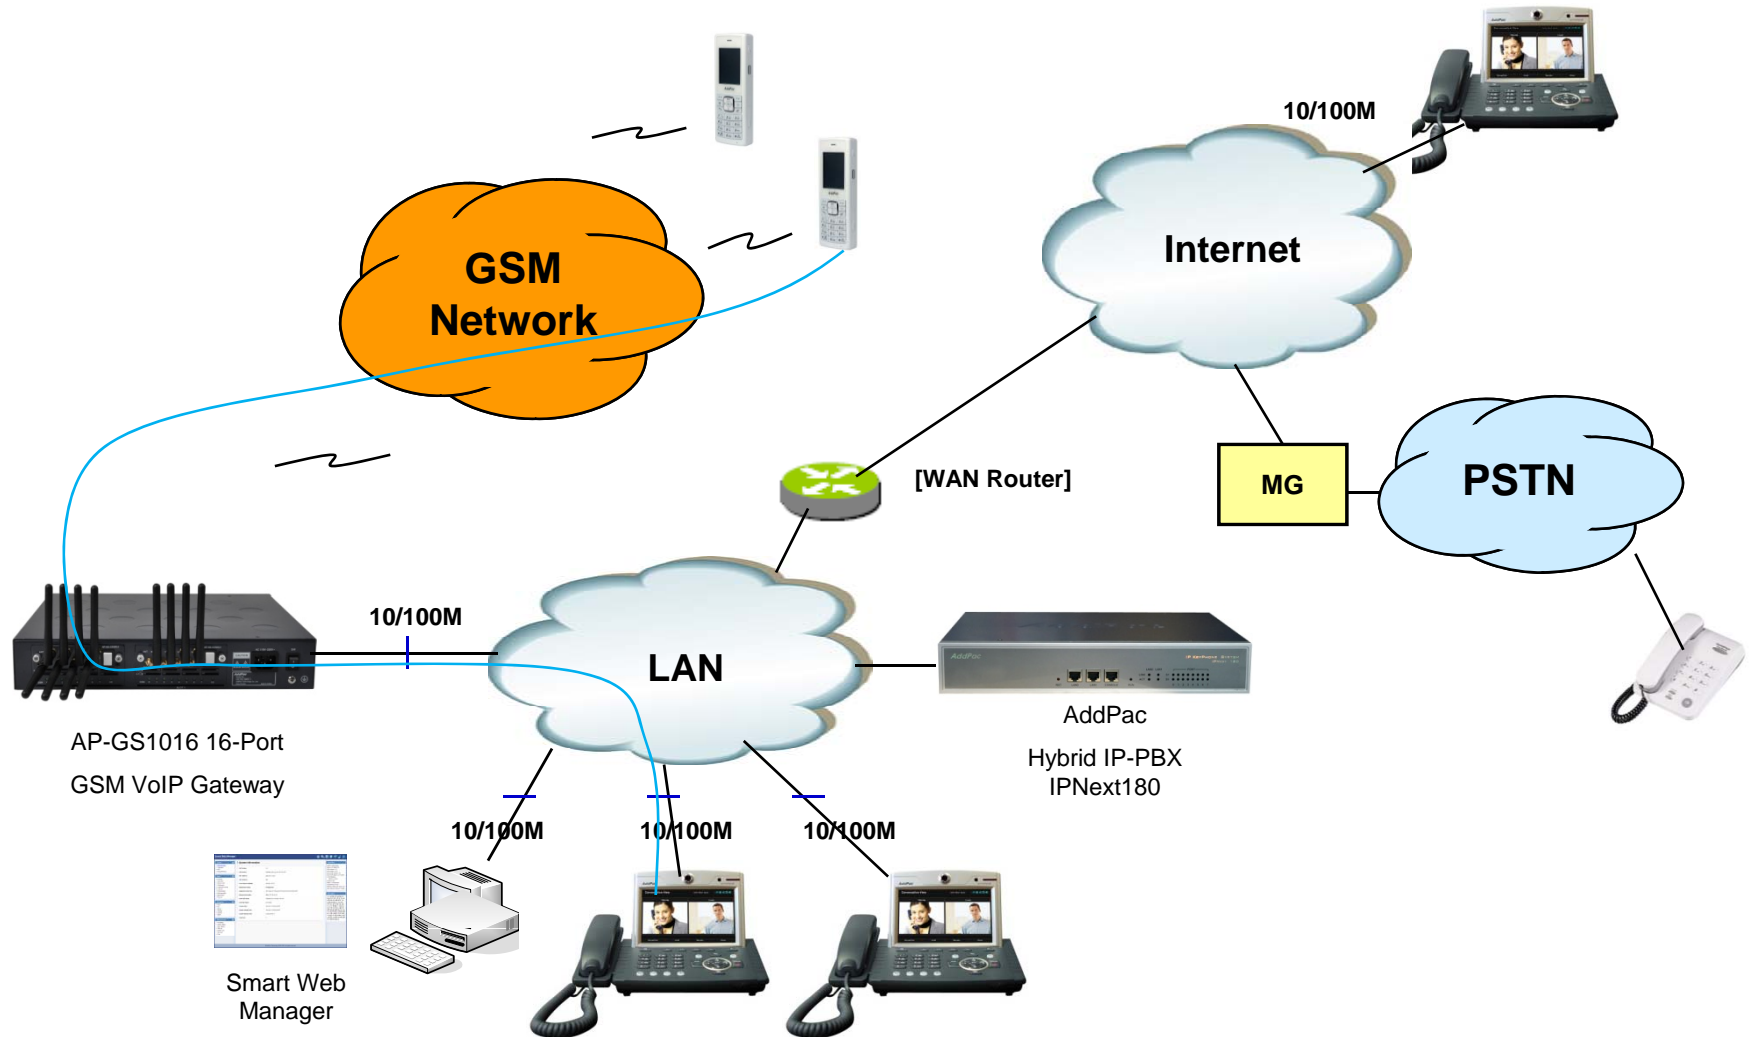 10/100M
Internet
GSM
Network
[WAN Router]
MG
PSTN
10/100M
LAN
AddPac
AP-GS1016 16-Port
GSM VoIP Gateway
AddPac
Hybrid IP-PBX
IPNext180
10/100M
10/100M
10/100M
Smart Web
Manager